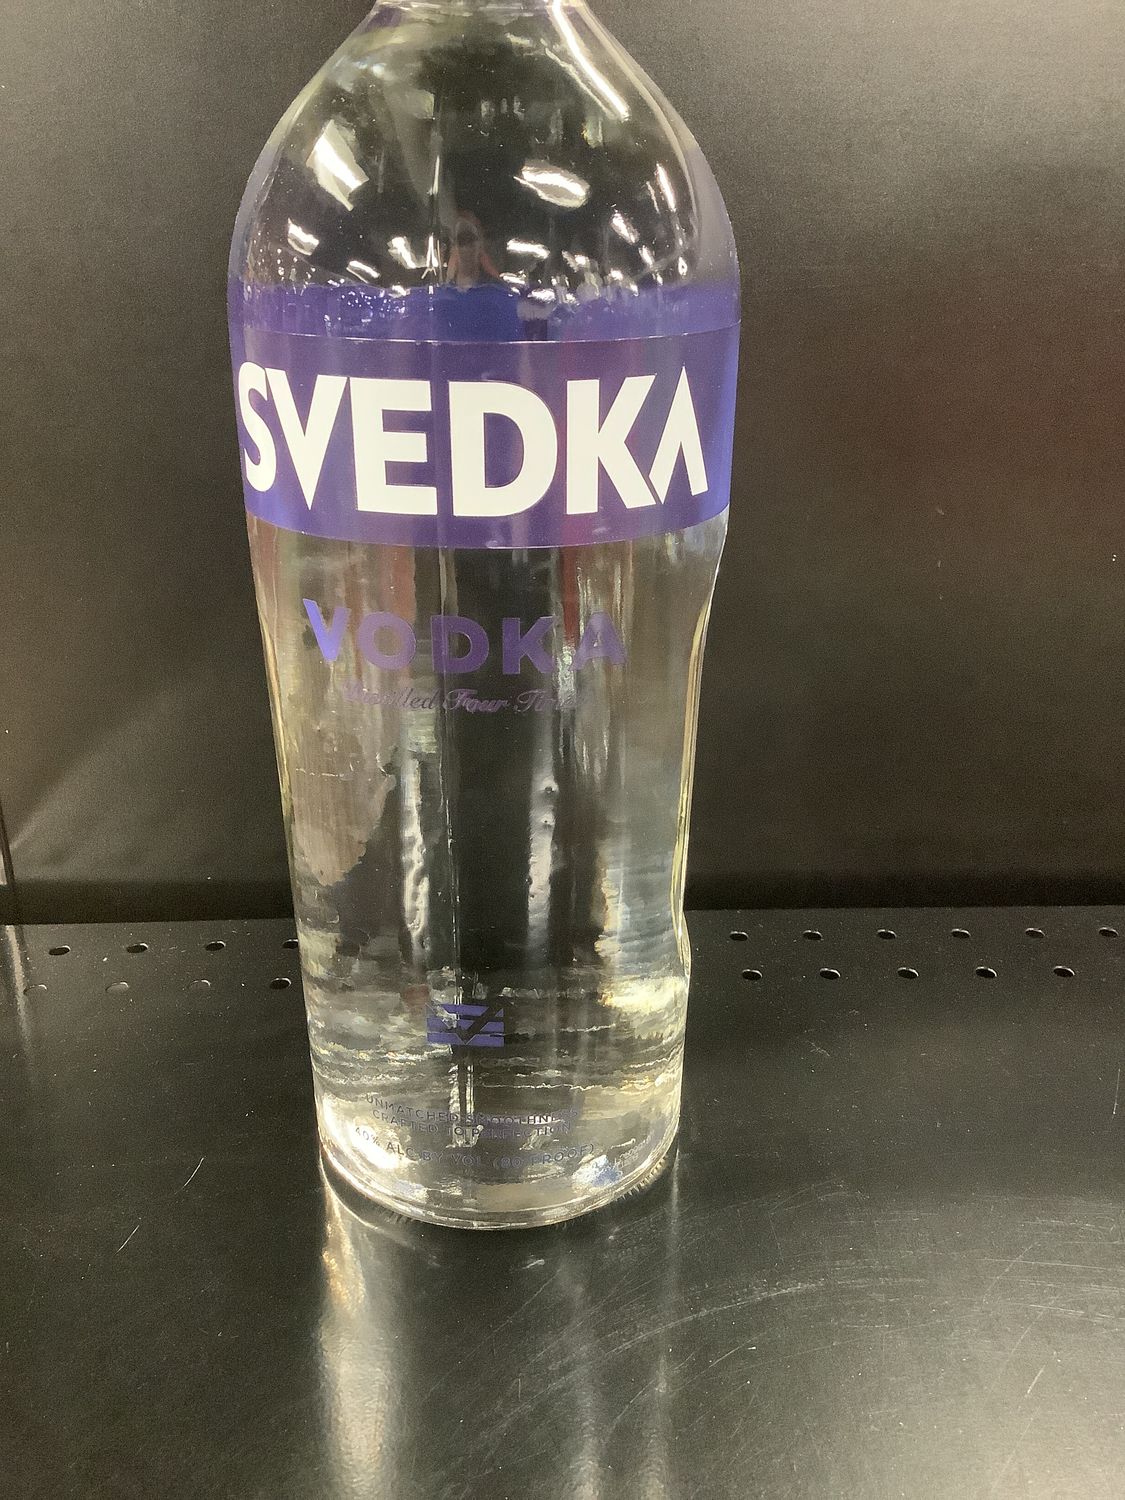 SVEDKA
VODKA
Distilled Four Times
UNMATCHED SMOOTHNESS
CRAFTED TO PERFECTION
40% ALC BY VOL (80 PROOF)